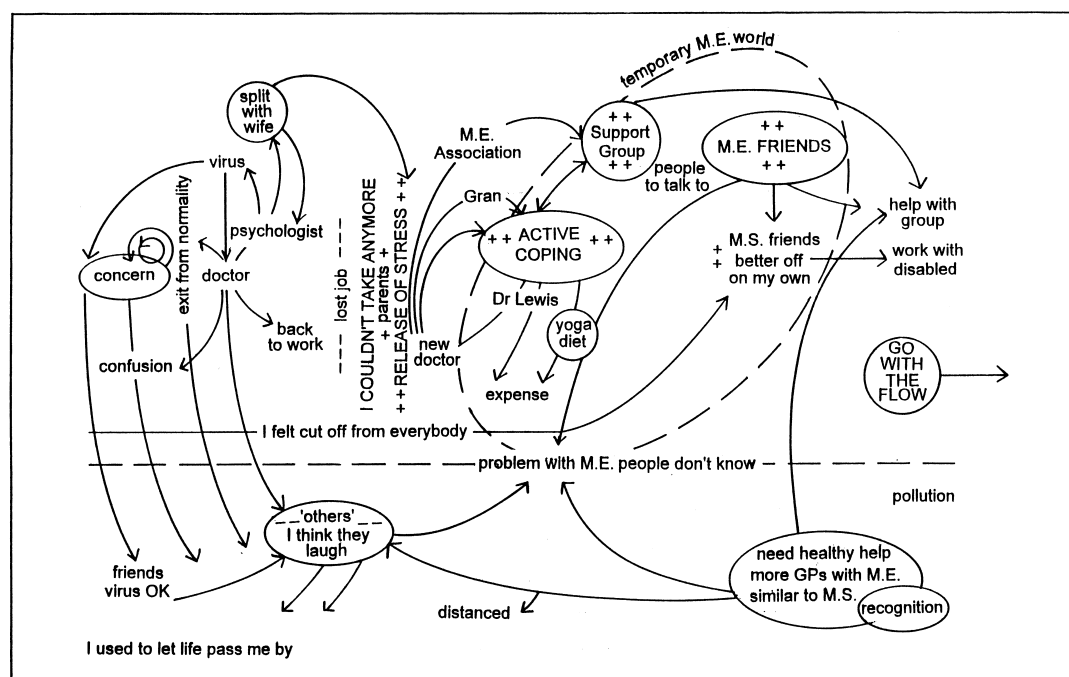 temporary M.E. world
split
with
wife
M.E.
Association
+ +
Support
Group
+ +
+ +
M.E. FRIENDS
+ +
people
to talk to
virus
exit from normality
psychologist
Gran
concern
doctor
back
to work
confusion
--- lost job ---
I COULDN'T TAKE ANYMORE
+ parents +
+ + RELEASE OF STRESS + +
+ + ACTIVE + +
COPING
Dr Lewis
yoga
diet
new
doctor
expense
+ M.S. friends
+ better off
on my own
help with
group
work with
disabled
GO
WITH
THE
FLOW
I felt cut off from everybody
problem with M.E. people don't know
pollution
_ _ 'others' _ _
I think they
laugh
friends
virus OK
distanced
need healthy help
more GPs with M.E.
similar to M.S.
recognition
I used to let life pass me by